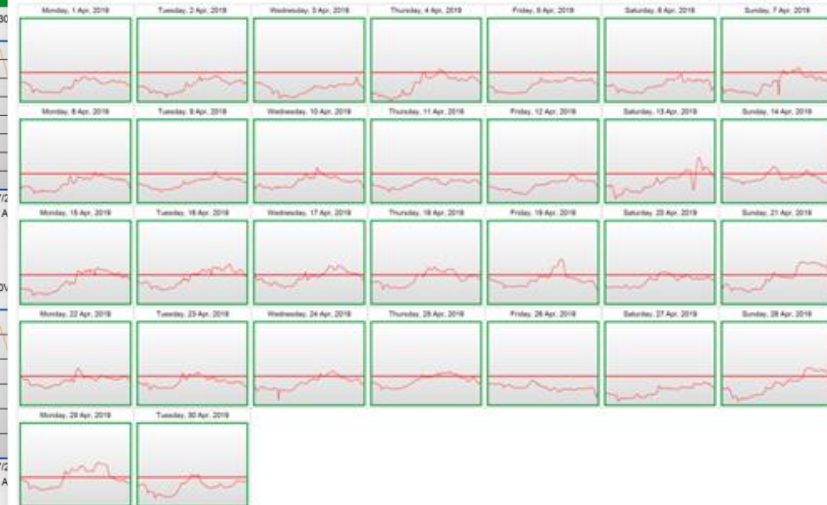 Monday, 1 Apr, 2019
Tuesday, 2 Apr, 2019
Wednesday, 3 Apr, 2019
Thursday, 4 Apr, 2019
Friday, 5 Apr, 2019
Saturday, 6 Apr, 2019
Sunday, 7 Apr, 2019
Monday, 8 Apr, 2019
Tuesday, 9 Apr, 2019
Wednesday, 10 Apr, 2019
Thursday, 11 Apr, 2019
Friday, 12 Apr, 2019
Saturday, 13 Apr, 2019
Sunday, 14 Apr, 2019
Monday, 15 Apr, 2019
Tuesday, 16 Apr, 2019
Wednesday, 17 Apr, 2019
Thursday, 18 Apr, 2019
Friday, 19 Apr, 2019
Saturday, 20 Apr, 2019
Sunday, 21 Apr, 2019
Monday, 22 Apr, 2019
Tuesday, 23 Apr, 2019
Wednesday, 24 Apr, 2019
Thursday, 25 Apr, 2019
Friday, 26 Apr, 2019
Saturday, 27 Apr, 2019
Sunday, 28 Apr, 2019
Monday, 29 Apr, 2019
Tuesday, 30 Apr, 2019